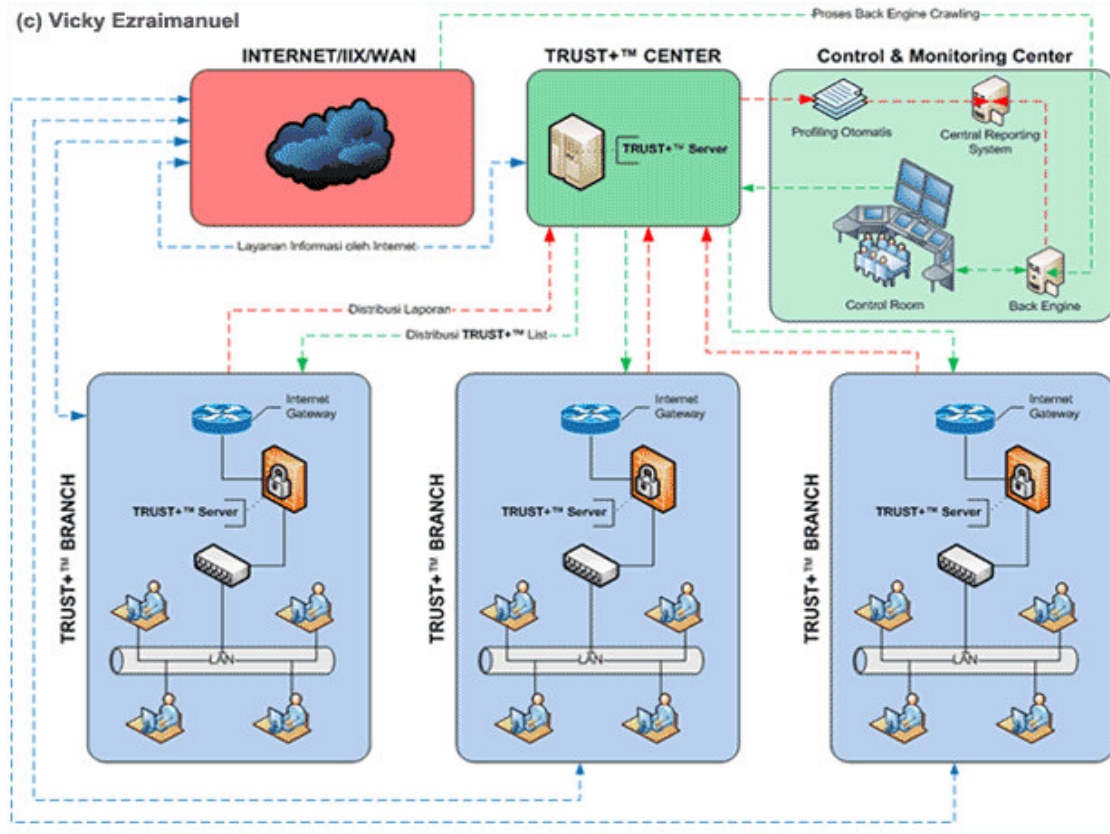 (c) Vicky Ezraimanuel
Proses Back Engine Crawling
INTERNET/IIX/WAN
TRUST+™ CENTER
Control & Monitoring Center
TRUST+™ Server
Profiling Otomatis
Central Reporting
System
Layanan Informasi oleh Internet
Control Room
Back Engine
Distribusi Laporan
Distribusi TRUST+™ List
TRUST+™ BRANCH
Internet
Gateway
TRUST+™ Server
LAN
TRUST+™ BRANCH
Internet
Gateway
TRUST+™ Server
LAN
TRUST+™ BRANCH
Internet
Gateway
TRUST+™ Server
LAN